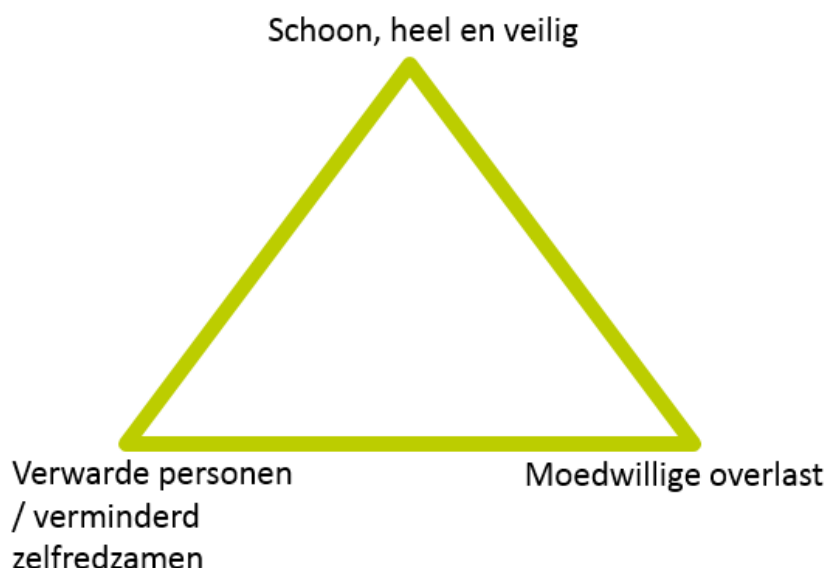 Schoon, heel en veilig
Verwarde personen
/ verminderd
zelfredzamen
Moedwillige overlast